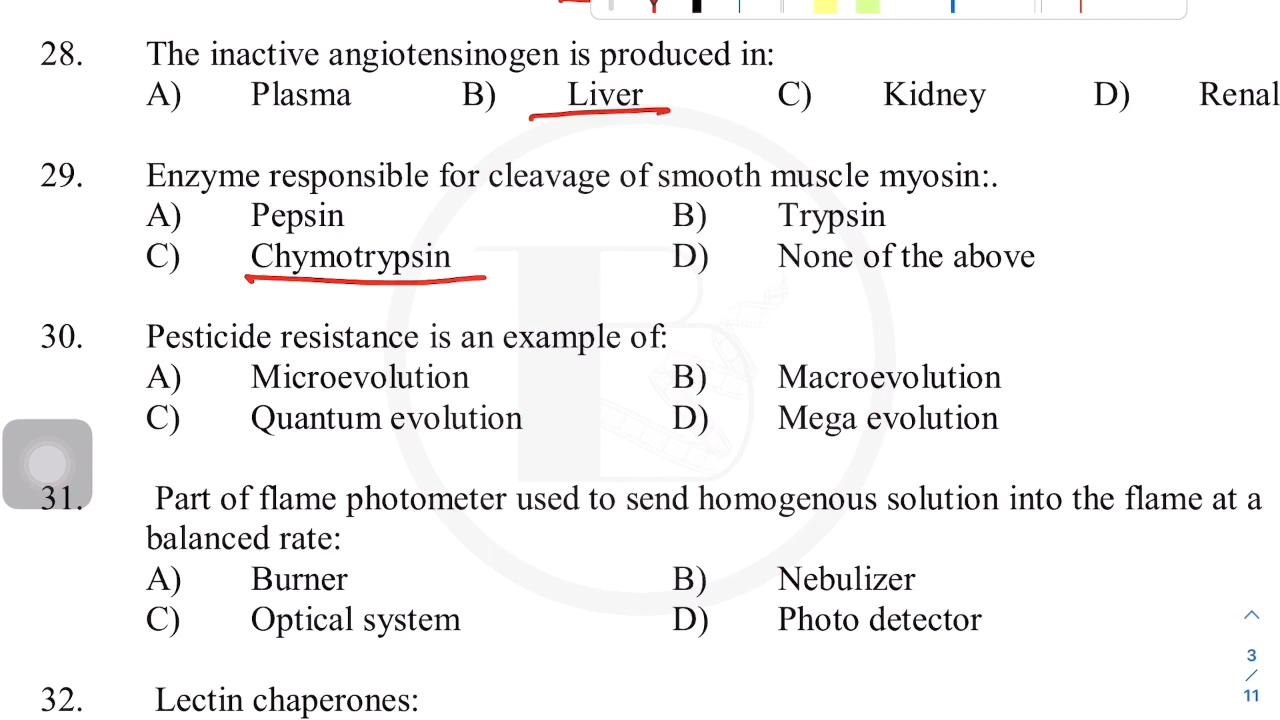 28. The inactive angiotensinogen is produced in:
A) Plasma B) Liver C) Kidney D) Renal
29. Enzyme responsible for cleavage of smooth muscle myosin:.
A) Pepsin B) Trypsin
C) Chymotrypsin D) None of the above
30. Pesticide resistance is an example of:
A) Microevolution B) Macroevolution
C) Quantum evolution D) Mega evolution
31. Part of flame photometer used to send homogenous solution into the flame at a
balanced rate:
A) Burner B) Nebulizer
C) Optical system D) Photo detector
3
/
11
32. Lectin chaperones: